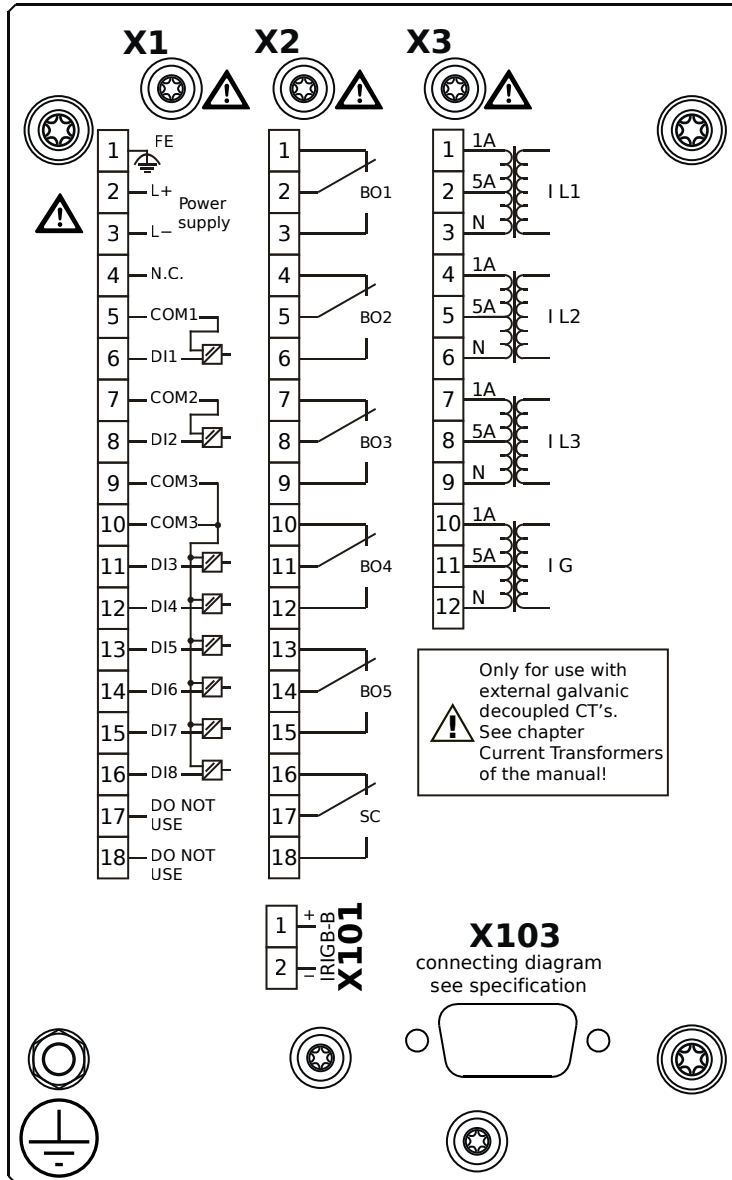 X1
X2
X3
1
FE
2
L+
Power
supply
3
L−
4
N.C.
5
COM1
6
DI1
7
COM2
8
DI2
9
COM3
10
COM3
11
DI3
12
DI4
13
DI5
14
DI6
15
DI7
16
DI8
17
DO NOT
USE
18
DO NOT
USE
1
2
BO1
3
4
5
BO2
6
7
8
BO3
9
10
11
BO4
12
13
14
BO5
15
16
17
SC
18
1
1A
2
5A
I L1
3
N
4
1A
5
5A
I L2
6
N
7
1A
8
5A
I L3
9
N
10
1A
11
5A
I G
12
N
Only for use with
external galvanic
decoupled CT's.
See chapter
Current Transformers
of the manual!
1
+
2
−
IRIGB-B
X101
X103
connecting diagram
see specification